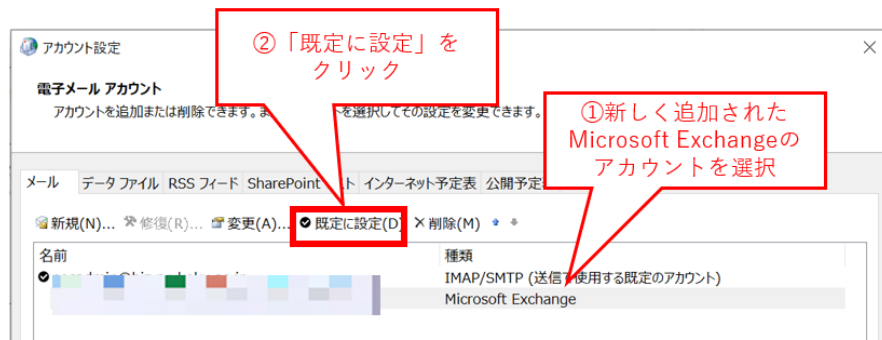 アカウント設定
②「既定に設定」を
クリック
電子メール アカウント
アカウントを追加または削除できます。ま を選択してその設定を変更できます。
①新しく追加された
Microsoft Exchangeの
アカウントを選択
メール データ ファイル RSS フィード SharePoint インターネット予定表 公開予定
新規(N)... 修復(R)... 変更(A)... 既定に設定(D) 削除(M)
名前 種類
IMAP/SMTP (送信で使用する既定のアカウント)
Microsoft Exchange